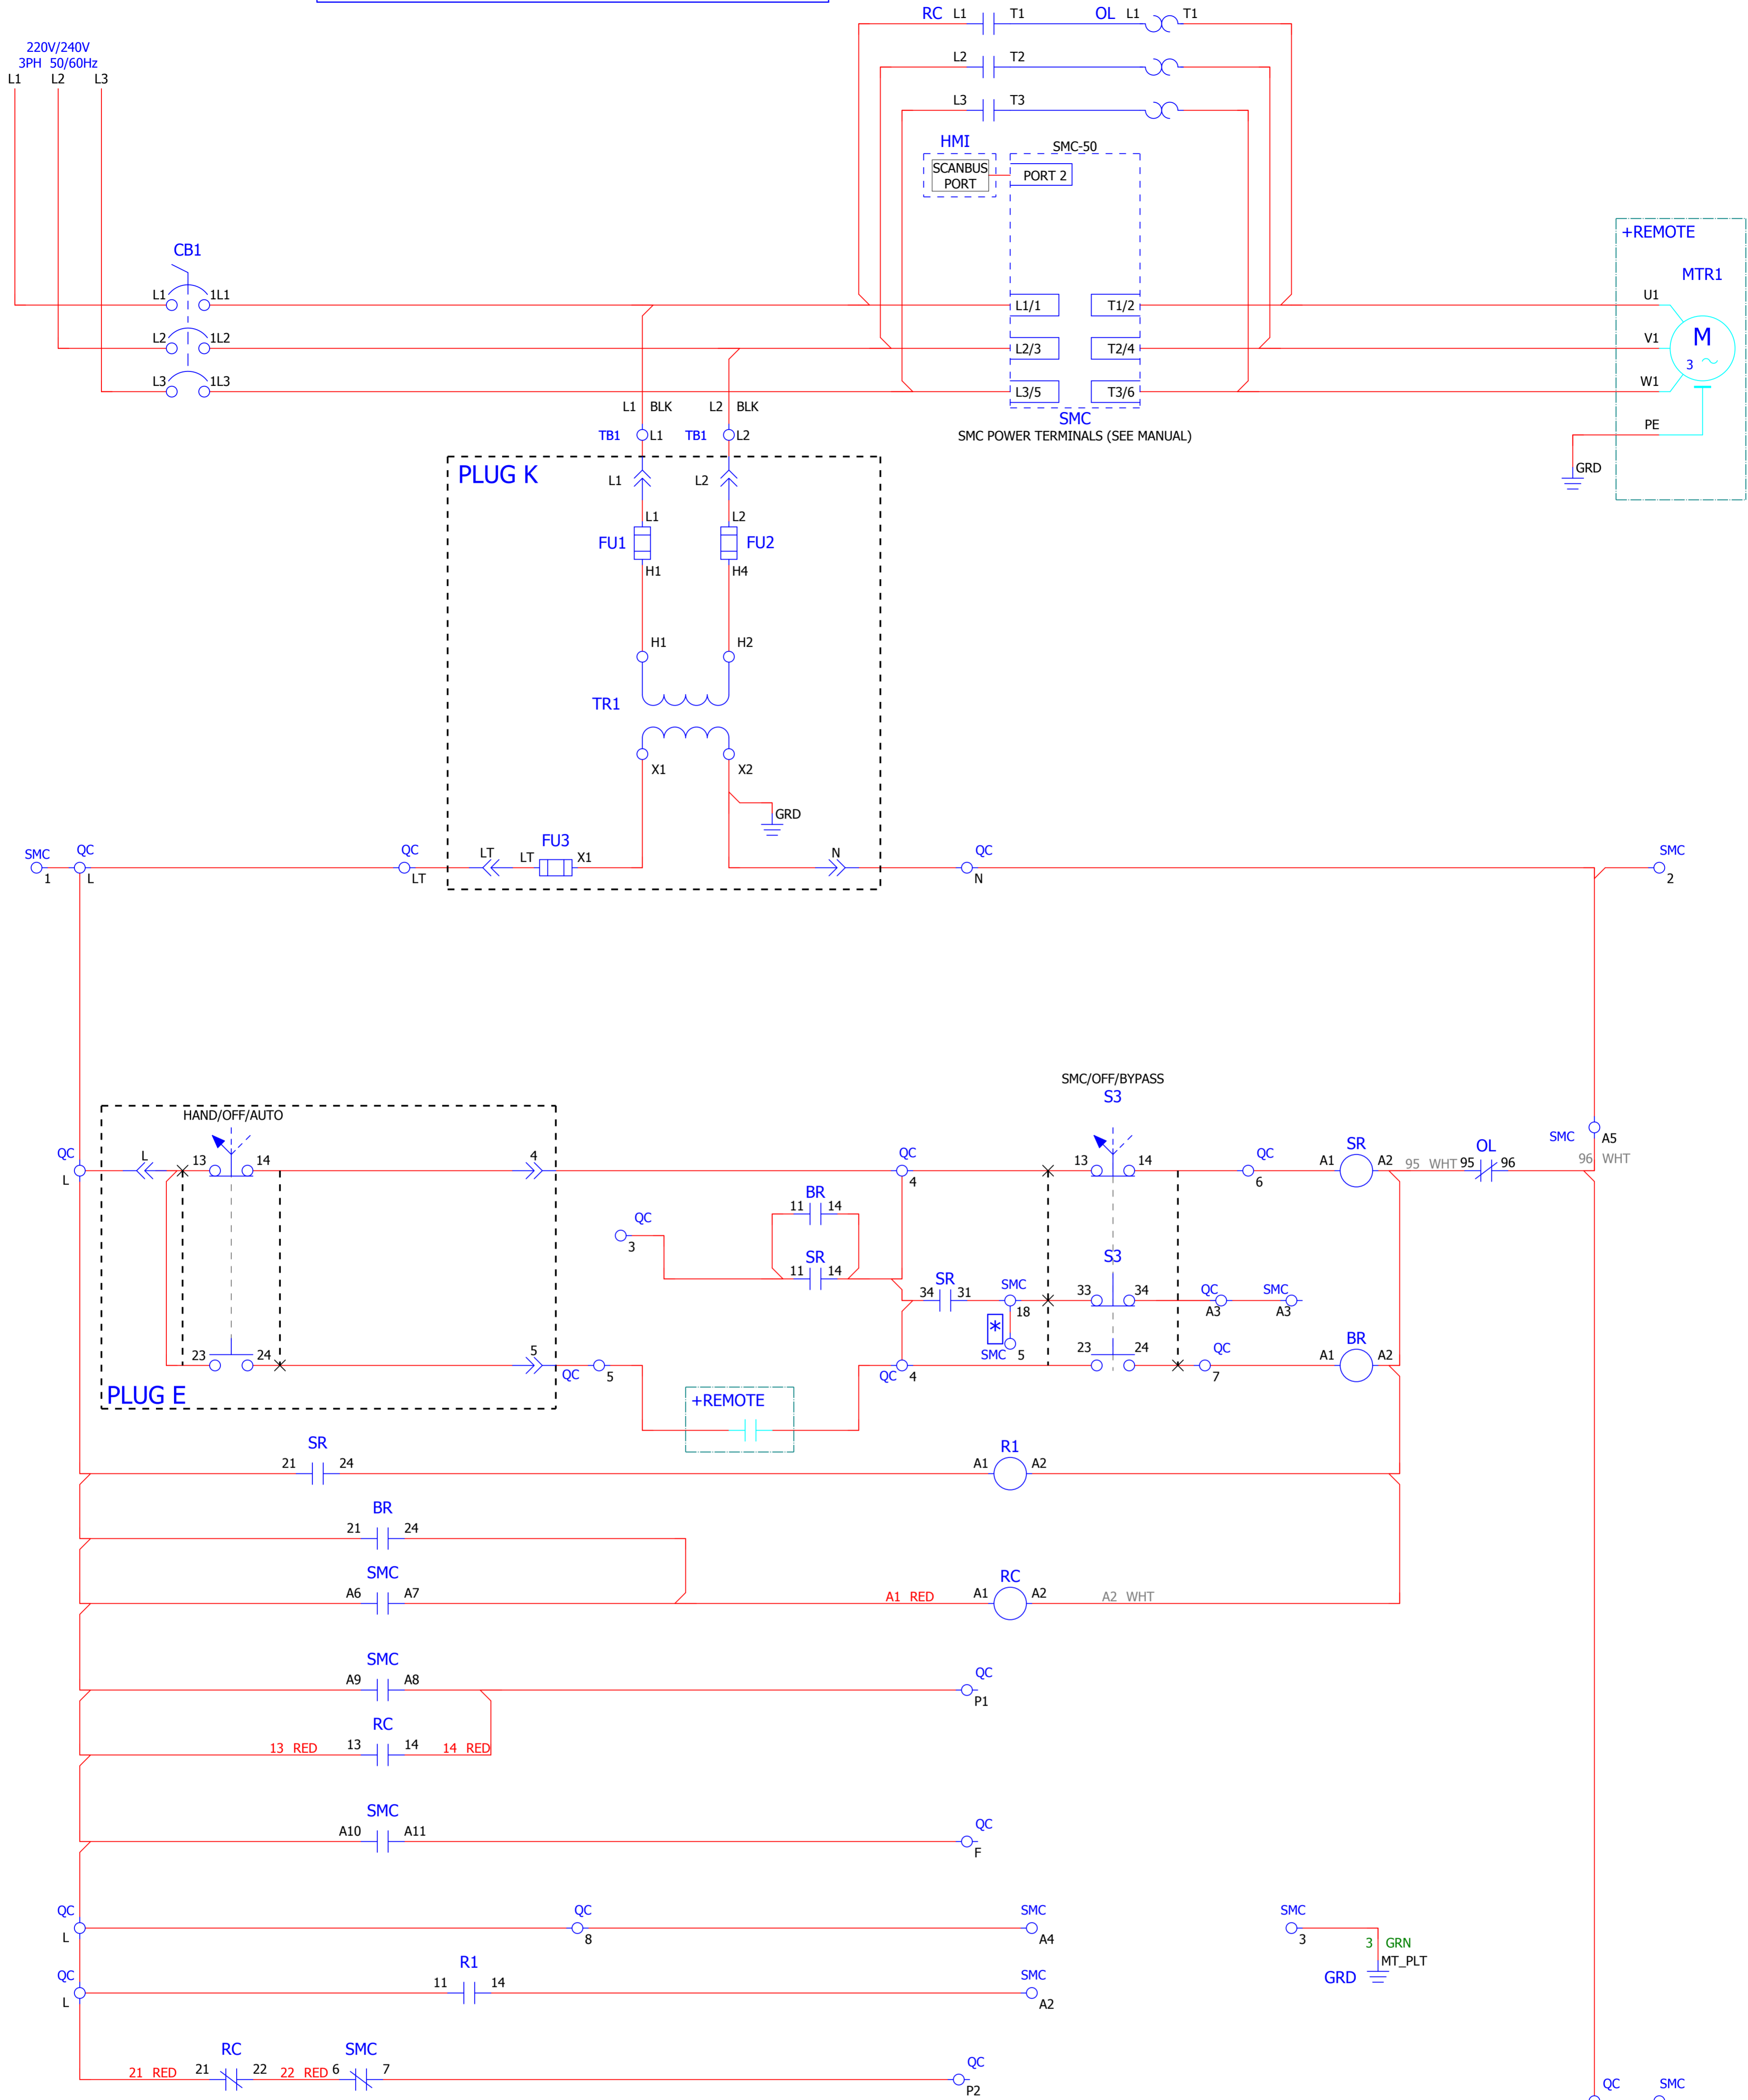 RC L1 T1 OL L1 T1
220V/240V
3PH 50/60Hz
L1 L2 L3
L2 T2
L3 T3
HMI
SMC-50
SCANBUS
PORT
PORT 2
+REMOTE
CB1
MTR1
L1 1L1
L1/1 T1/2
U1
L2 1L2
L2/3 T2/4
V1
M
3
L3 1L3
L3/5 T3/6
W1
L1 BLK L2 BLK
SMC
SMC POWER TERMINALS (SEE MANUAL)
PE
TB1 L1 TB1 L2
GRD
PLUG K
L1 L2
L1 L2
FU1 FU2
H1 H4
H1 H2
TR1
X1 X2
GRD
SMC QC QC FU3 QC SMC
LT LT X1 N
1 L LT N 2
SMC/OFF/BYPASS
S3
HAND/OFF/AUTO
SMC A5
QC L 13 14 4 QC 13 14 QC SR OL
A1 A2 95 WHT 95 96 96 WHT
L 4 6
BR
11 14
QC
3
SR
11 14
S3
SR
34 31 SMC 33 34 QC SMC
18 A3 A3
*
SMC 5
23 24 5 23 24 QC BR
A1 A2
QC 5 QC 4 7
PLUG E
+REMOTE
SR
21 24
R1
A1 A2
BR
21 24
SMC
A6 A7
A1 RED
RC
A1 A2
A2 WHT
SMC
A9 A8
QC
P1
RC
13 RED 13 14 14 RED
SMC
A10 A11
QC
F
QC QC SMC SMC
L 8 A4 3
3 GRN
MT_PLT
GRD
QC R1 SMC
11 14
L A2
RC SMC
21 RED 21 22 22 RED 6 7
QC
P2
QC SMC